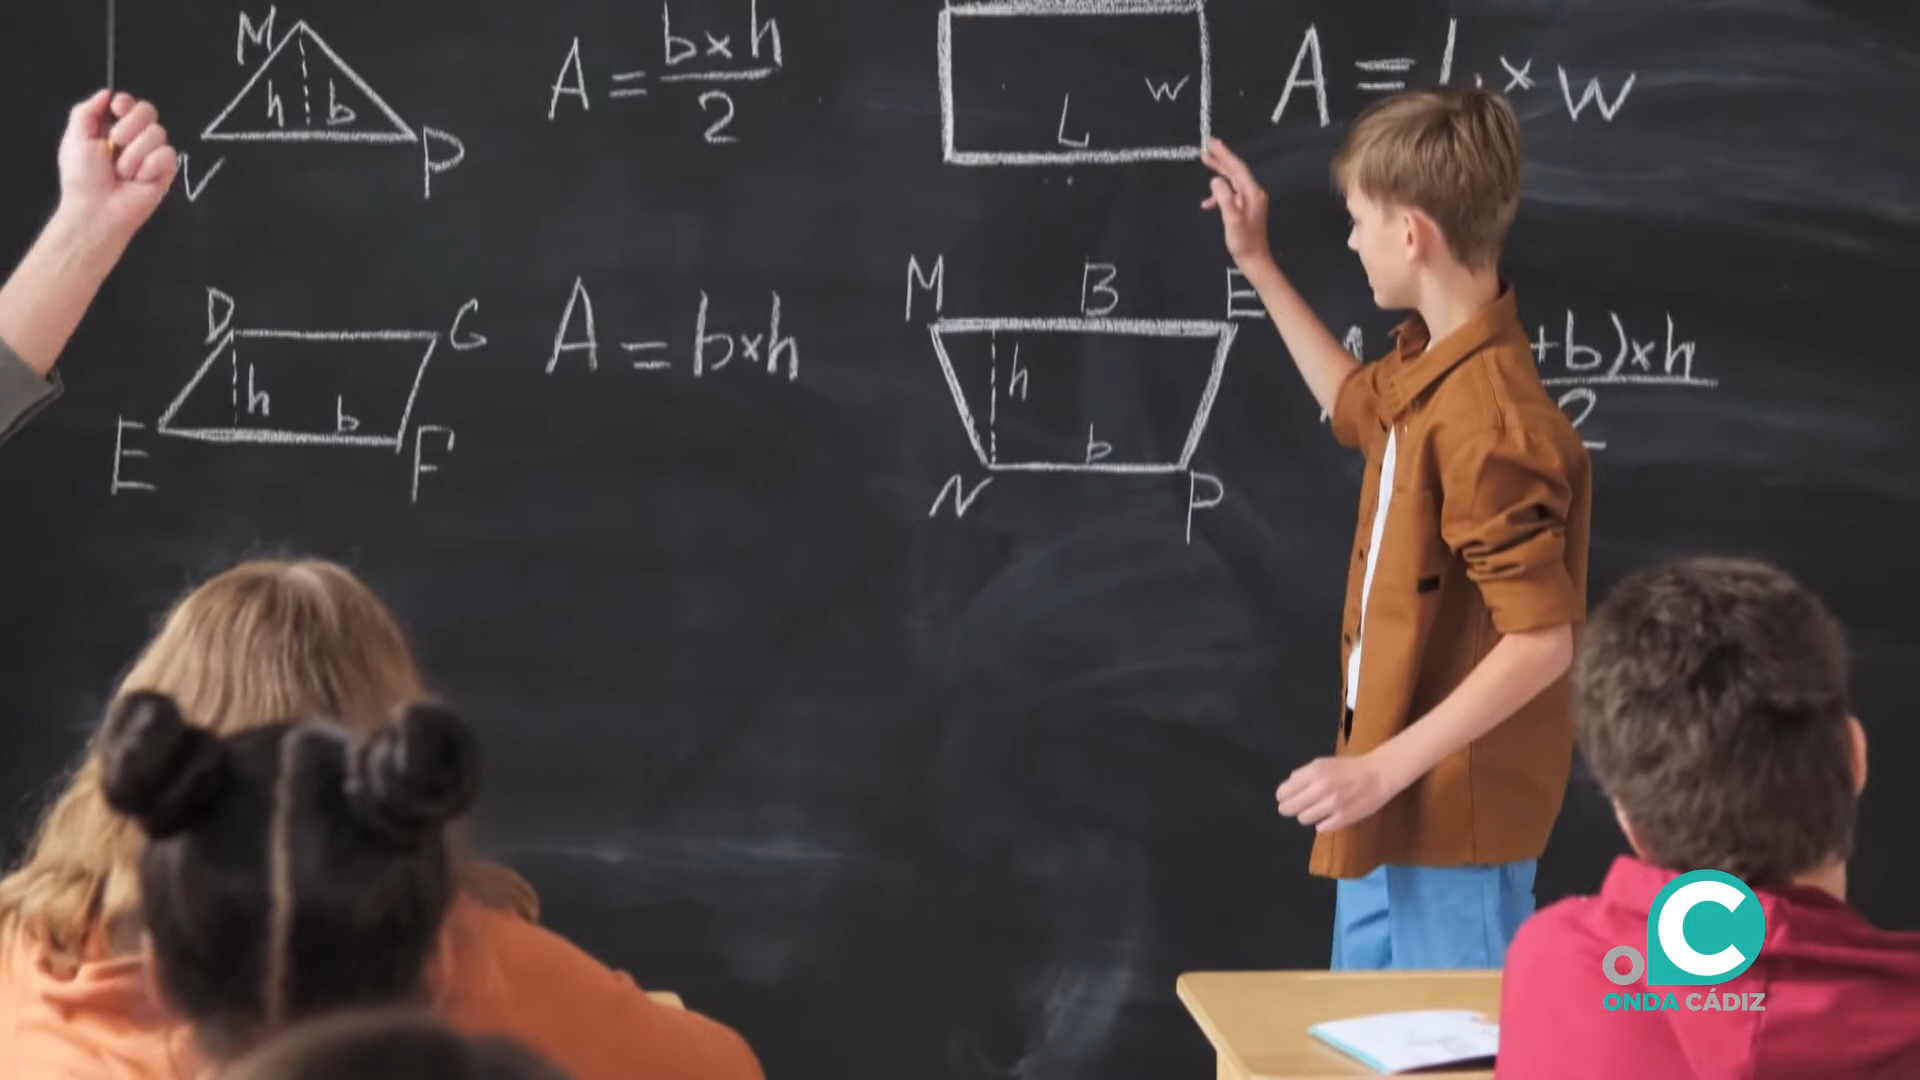 M
h b
V P
A = b×h
2
L W
A = L × W
D G
h
b
E F
A = b×h
M B E
h
b
N P
+b)×h
2
O C
ONDA CÁDIZ